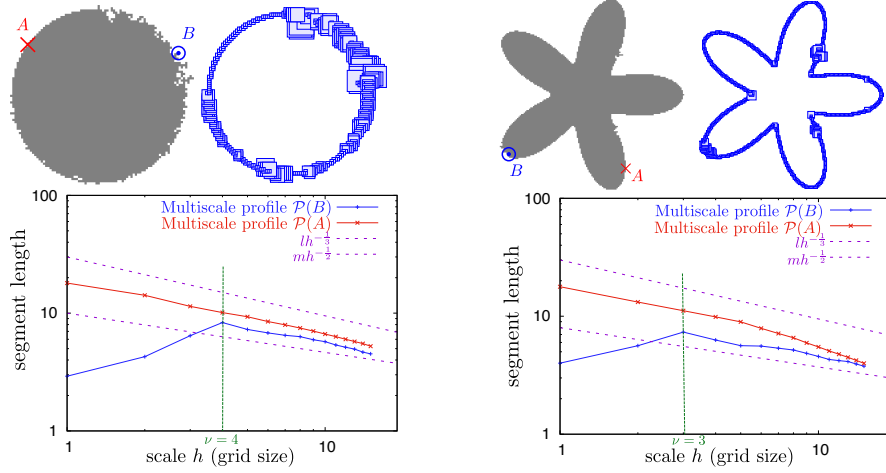 A
B
100
Multiscale profile P(B)
Multiscale profile P(A)
lh^{-1/3}
mh^{-1/2}
10
segment length
1
1
ν = 4
10
scale h (grid size)
B
A
100
Multiscale profile P(B)
Multiscale profile P(A)
lh^{-1/3}
mh^{-1/2}
10
segment length
1
1
ν = 3
10
scale h (grid size)